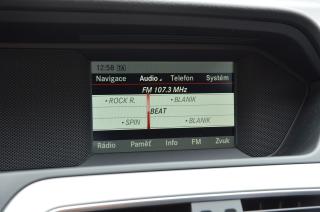 12:58 TA
Navigace Audio Telefon Systém
FM 107.3 MHz
• ROCK R. • BLANIK
•BEAT
• SPIN • BLANIK
Rádio Paměť Info FM Zvuk